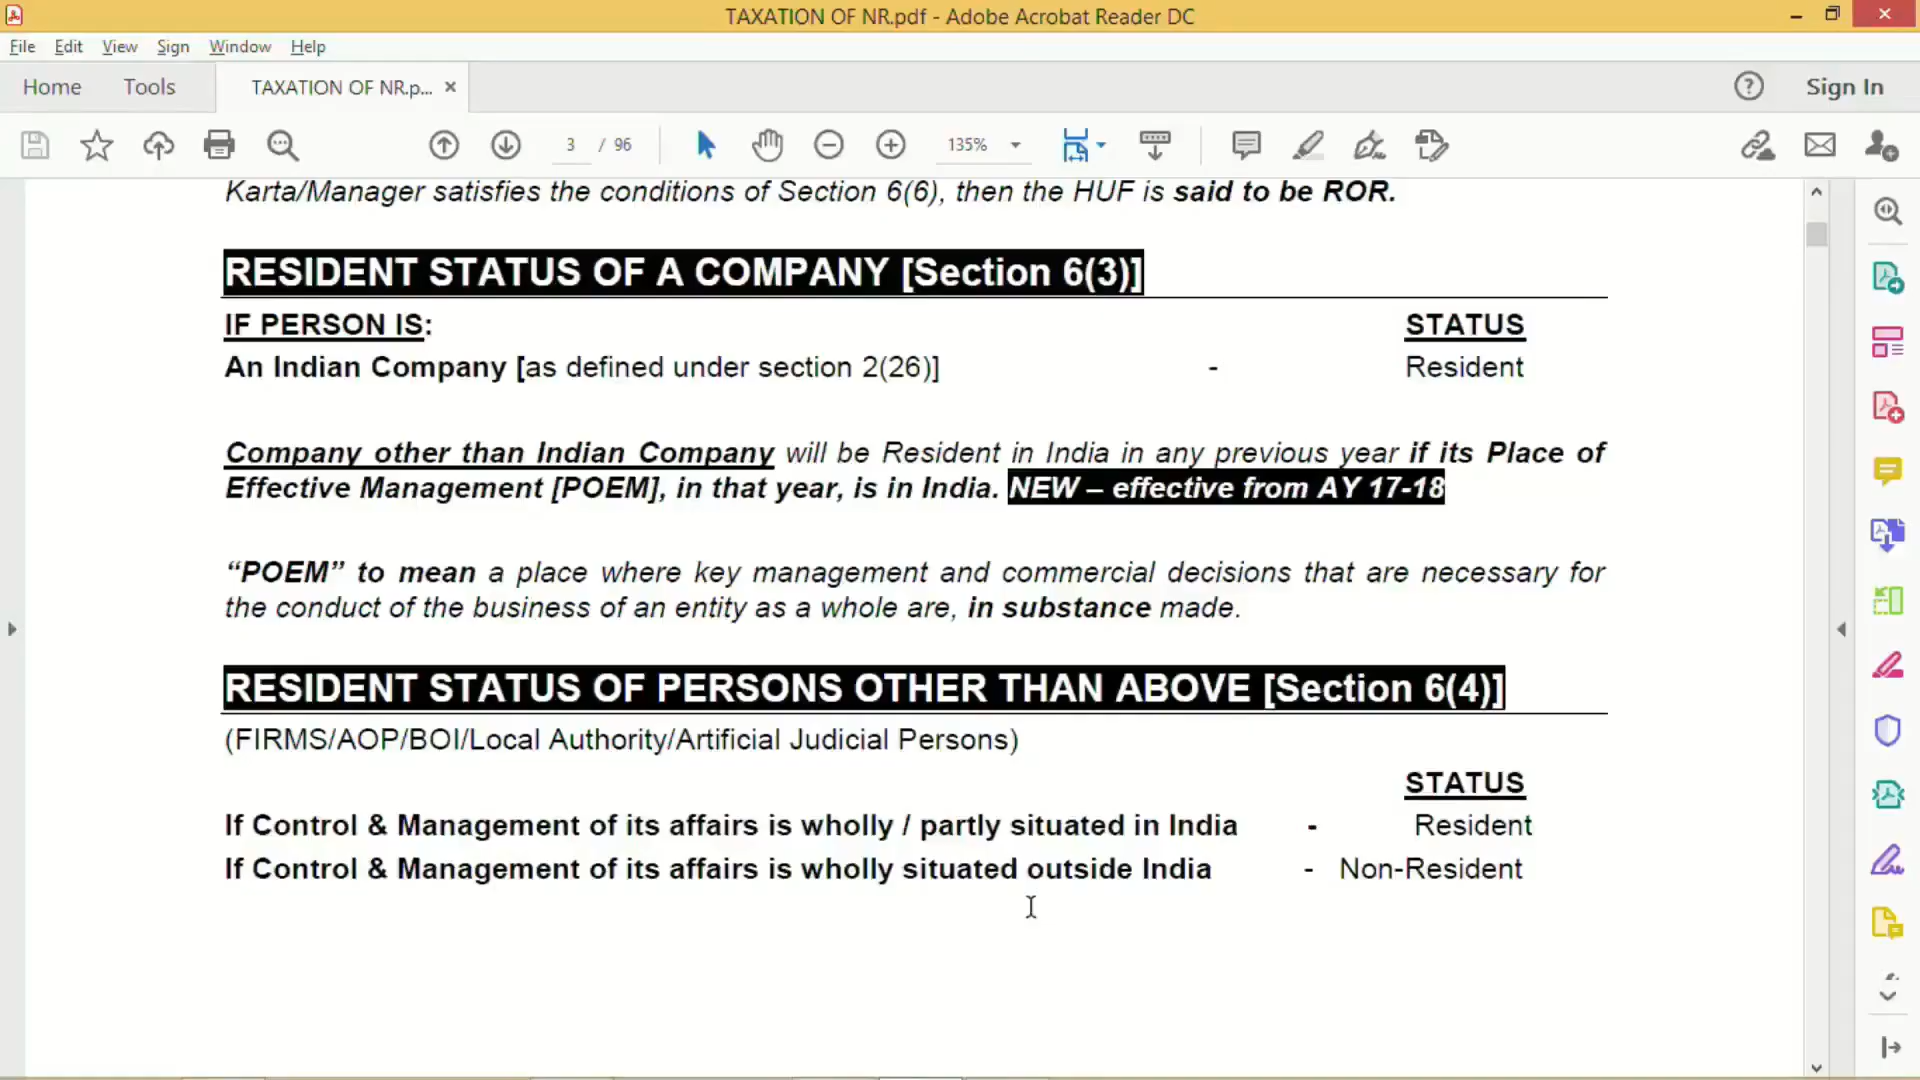 TAXATION OF NR.pdf - Adobe Acrobat Reader DC
File Edit View Sign Window Help
Home Tools TAXATION OF NR.p... × Sign In
3 / 96 135%
Karta/Manager satisfies the conditions of Section 6(6), then the HUF is said to be ROR.
RESIDENT STATUS OF A COMPANY [Section 6(3)]
IF PERSON IS: STATUS
An Indian Company [as defined under section 2(26)] - Resident
Company other than Indian Company will be Resident in India in any previous year if its Place of
Effective Management [POEM], in that year, is in India. NEW – effective from AY 17-18
“POEM” to mean a place where key management and commercial decisions that are necessary for
the conduct of the business of an entity as a whole are, in substance made.
RESIDENT STATUS OF PERSONS OTHER THAN ABOVE [Section 6(4)]
(FIRMS/AOP/BOI/Local Authority/Artificial Judicial Persons)
STATUS
If Control & Management of its affairs is wholly / partly situated in India - Resident
If Control & Management of its affairs is wholly situated outside India - Non-Resident